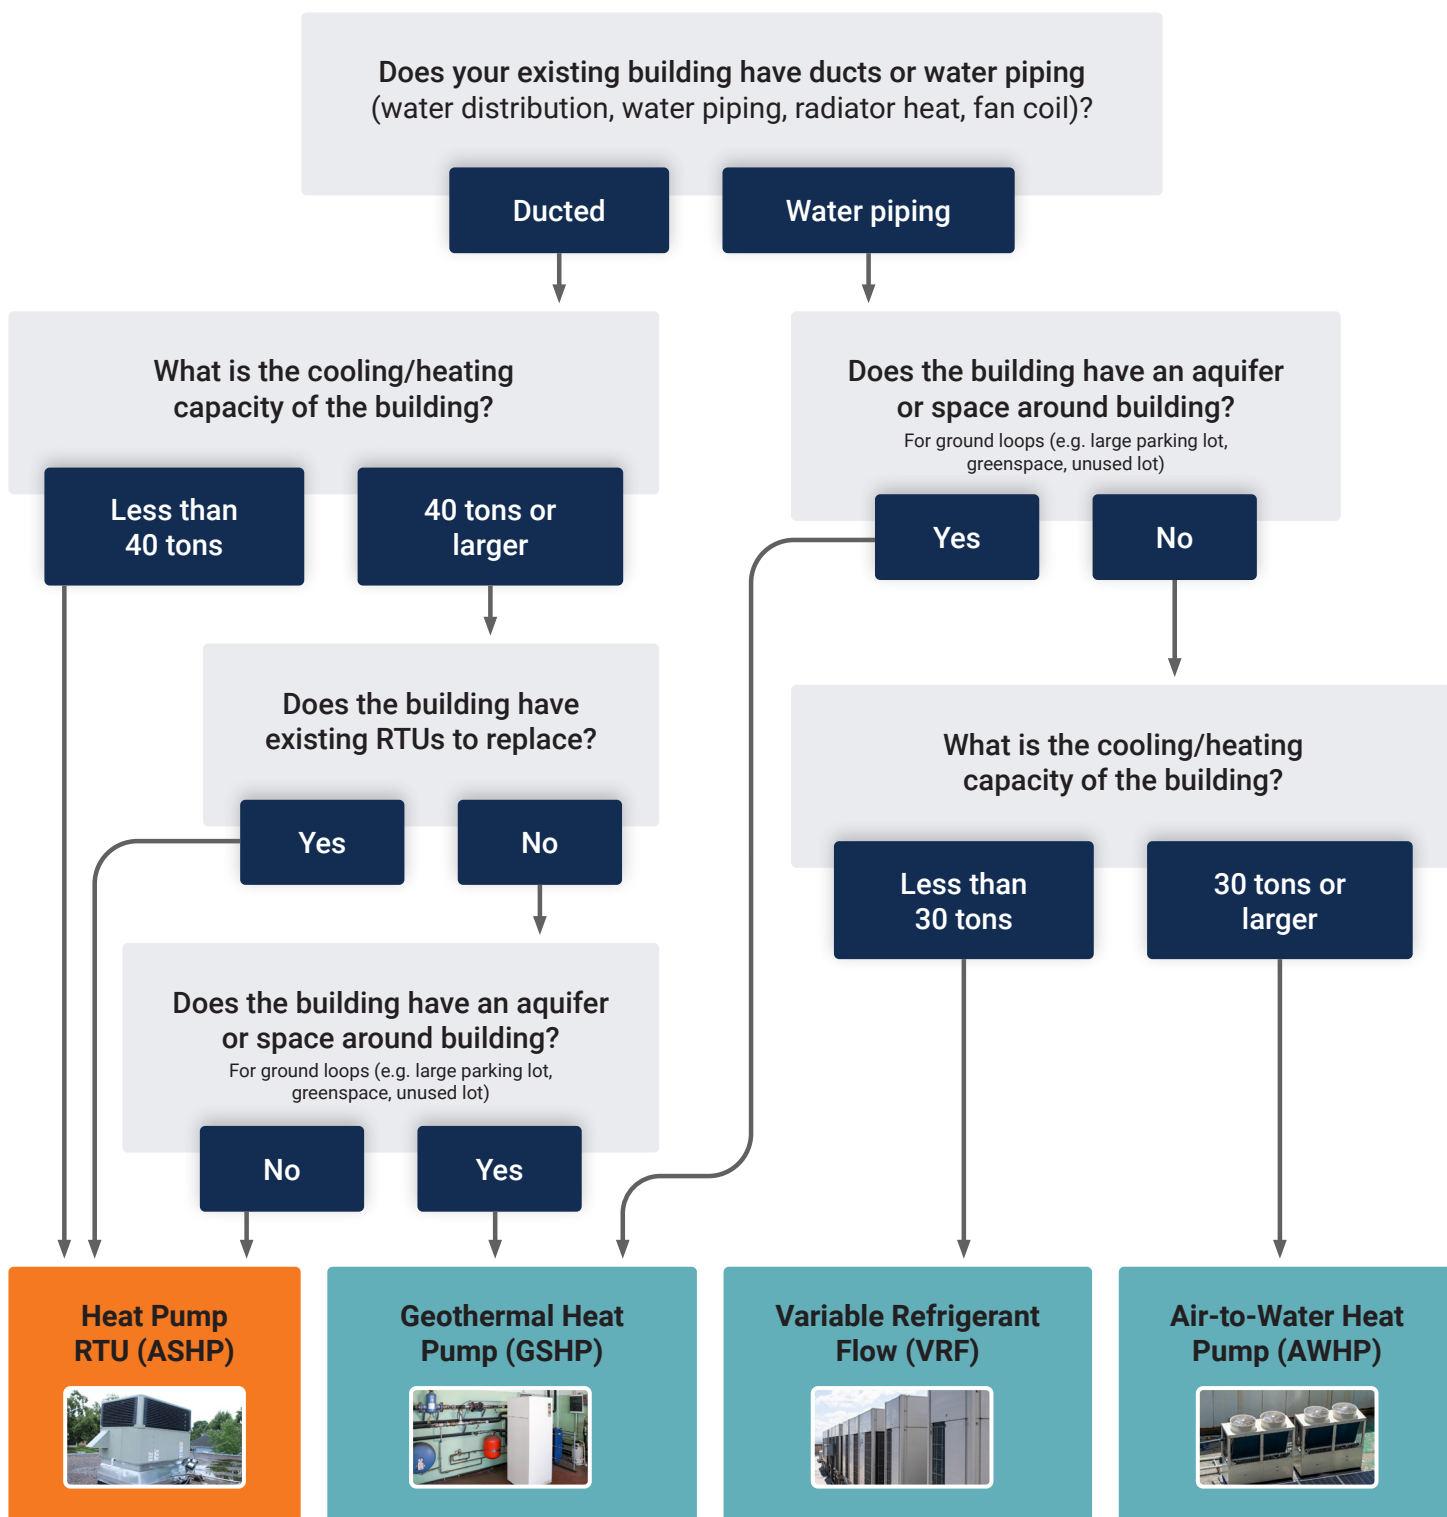 Does your existing building have ducts or water piping
(water distribution, water piping, radiator heat, fan coil)?
Ducted
Water piping
What is the cooling/heating
capacity of the building?
Less than
40 tons
40 tons or
larger
Does the building have
existing RTUs to replace?
Yes
No
Does the building have an aquifer
or space around building?
For ground loops (e.g. large parking lot,
greenspace, unused lot)
No
Yes
Does the building have an aquifer
or space around building?
For ground loops (e.g. large parking lot,
greenspace, unused lot)
Yes
No
What is the cooling/heating
capacity of the building?
Less than
30 tons
30 tons or
larger
Heat Pump
RTU (ASHP)
Geothermal Heat
Pump (GSHP)
Variable Refrigerant
Flow (VRF)
Air-to-Water Heat
Pump (AWHP)